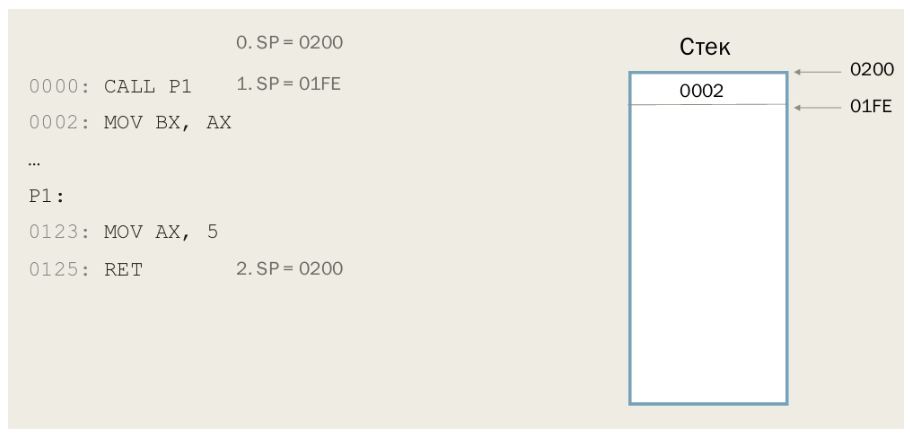 0. SP = 0200
0000: CALL P1 1. SP = 01FE
0002: MOV BX, AX
…
P1:
0123: MOV AX, 5
0125: RET 2. SP = 0200
Стек
0200
0002
01FE